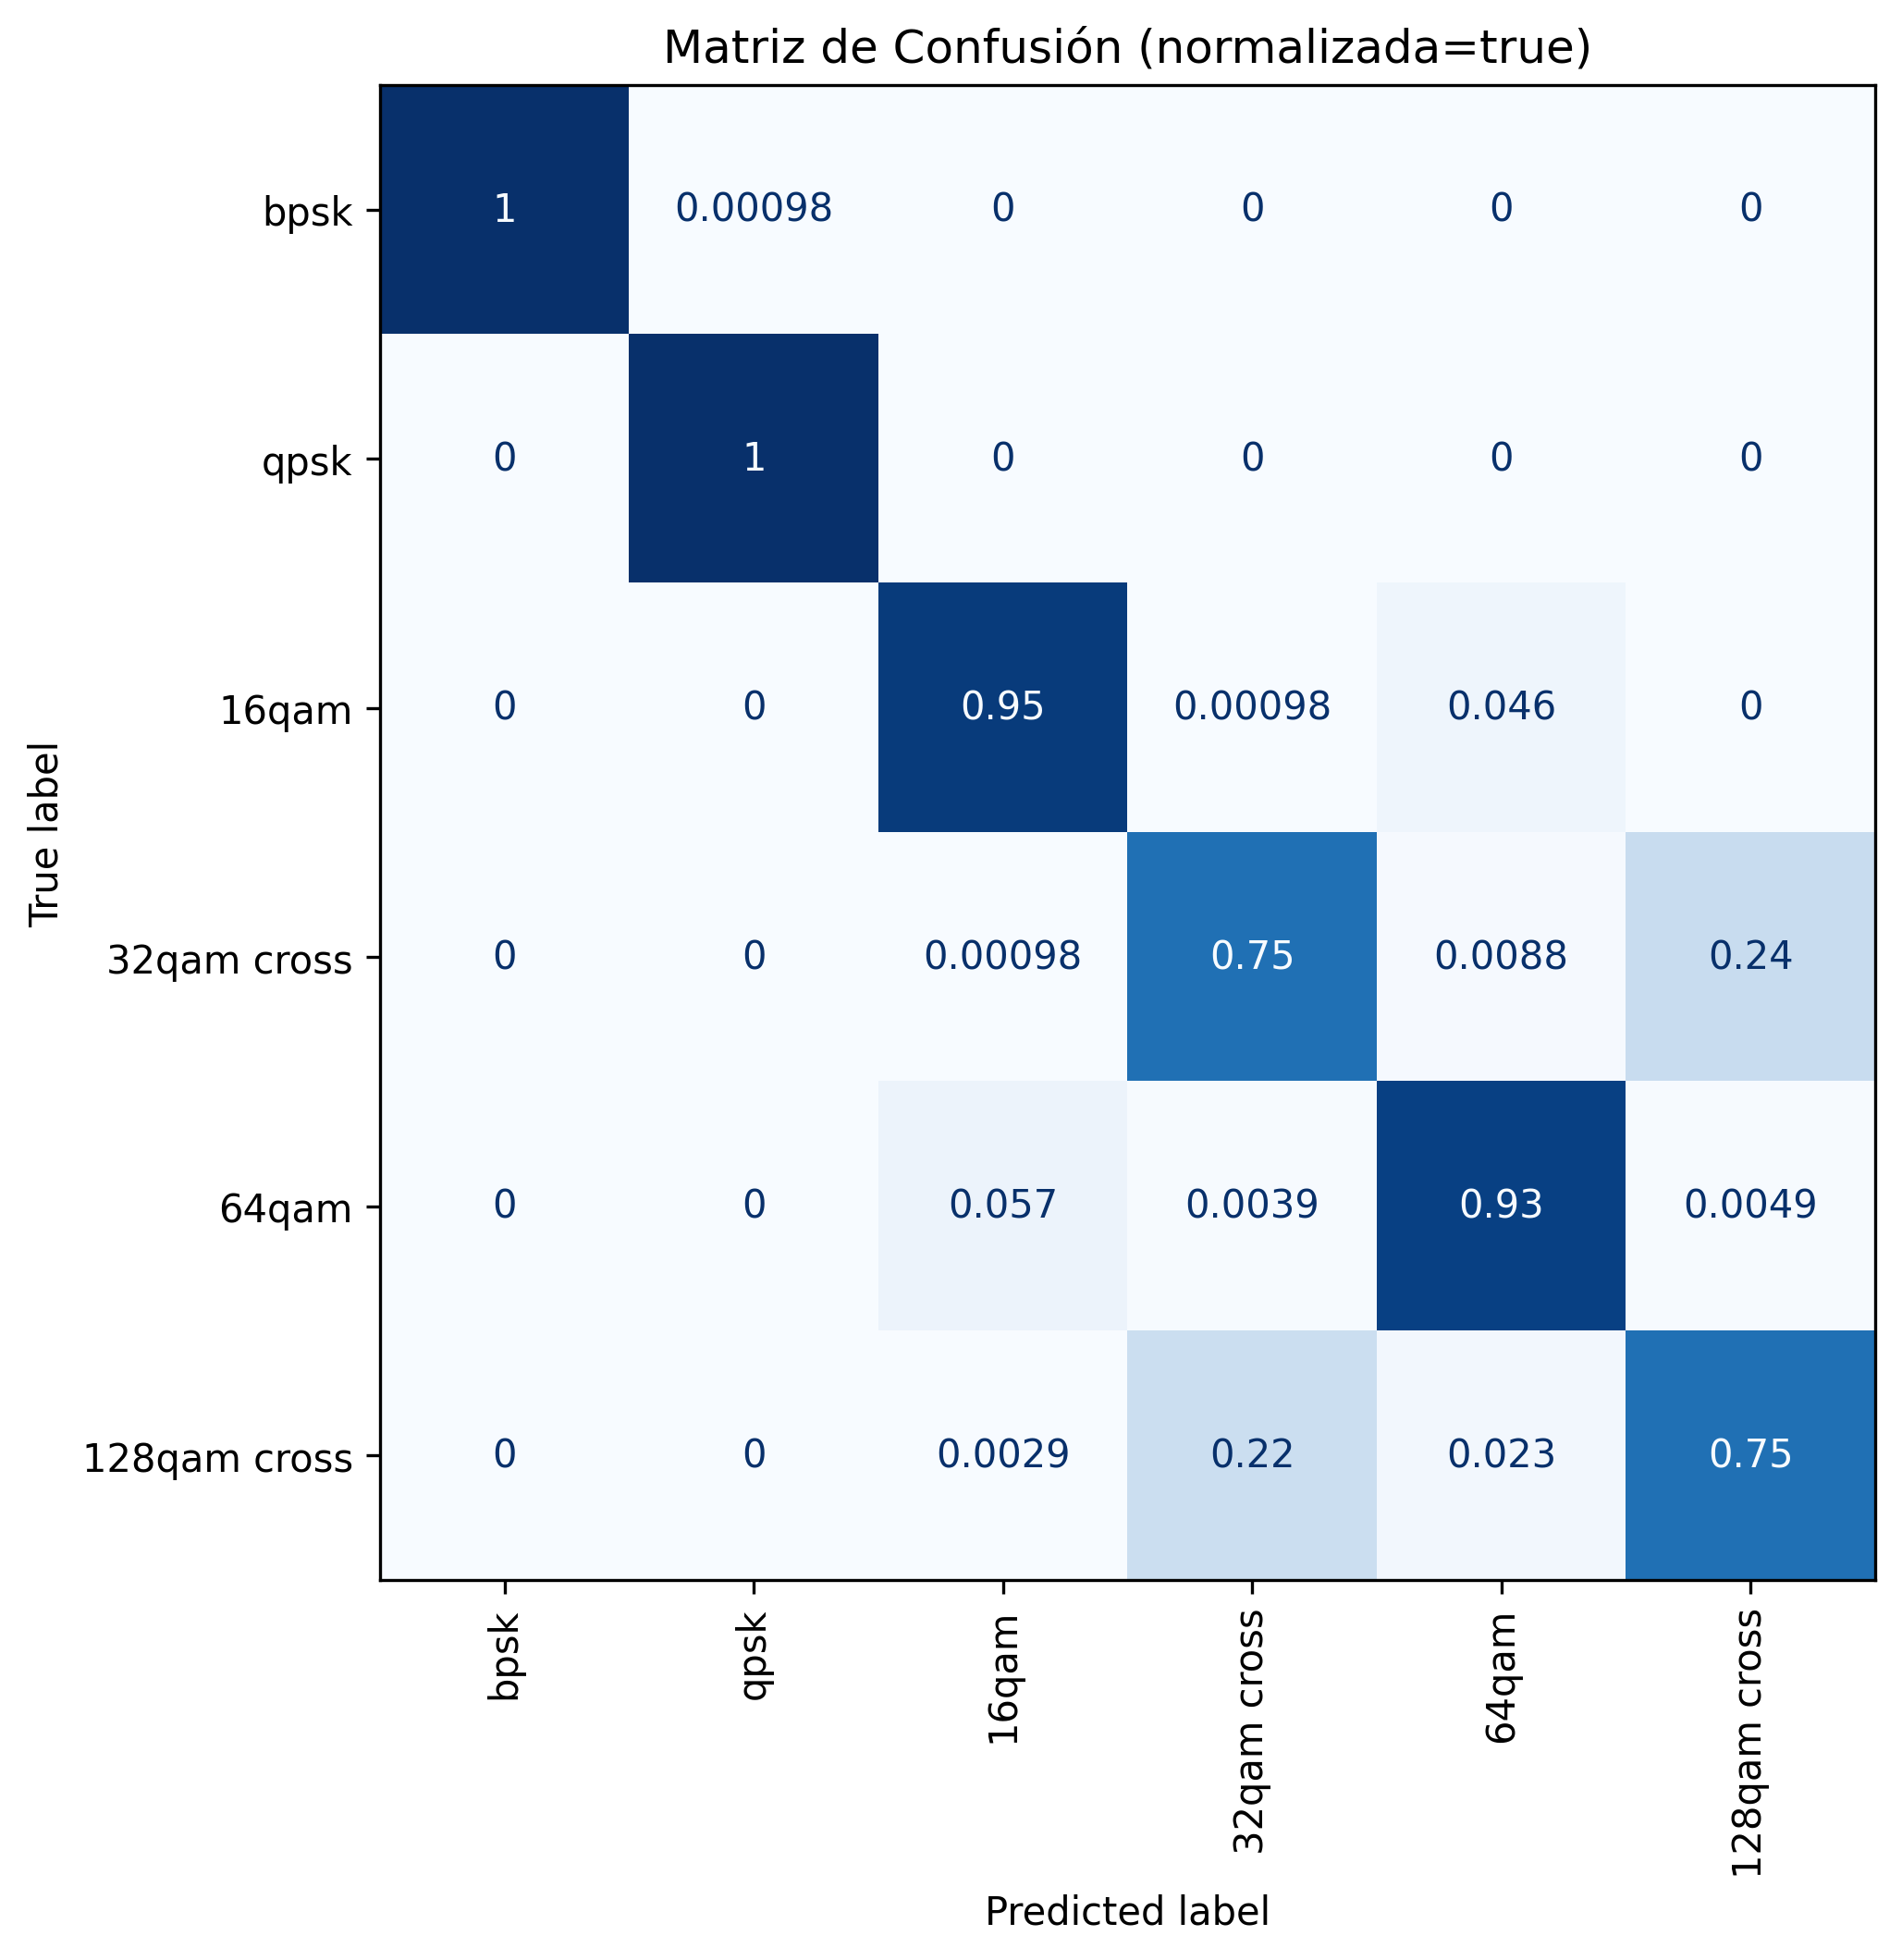 Matriz de Confusión (normalizada=true)
True label
bpsk 1 0.00098 0 0 0 0
qpsk 0 1 0 0 0 0
16qam 0 0 0.95 0.00098 0.046 0
32qam cross 0 0 0.00098 0.75 0.0088 0.24
64qam 0 0 0.057 0.0039 0.93 0.0049
128qam cross 0 0 0.0029 0.22 0.023 0.75
bpsk qpsk 16qam 32qam cross 64qam 128qam cross
Predicted label